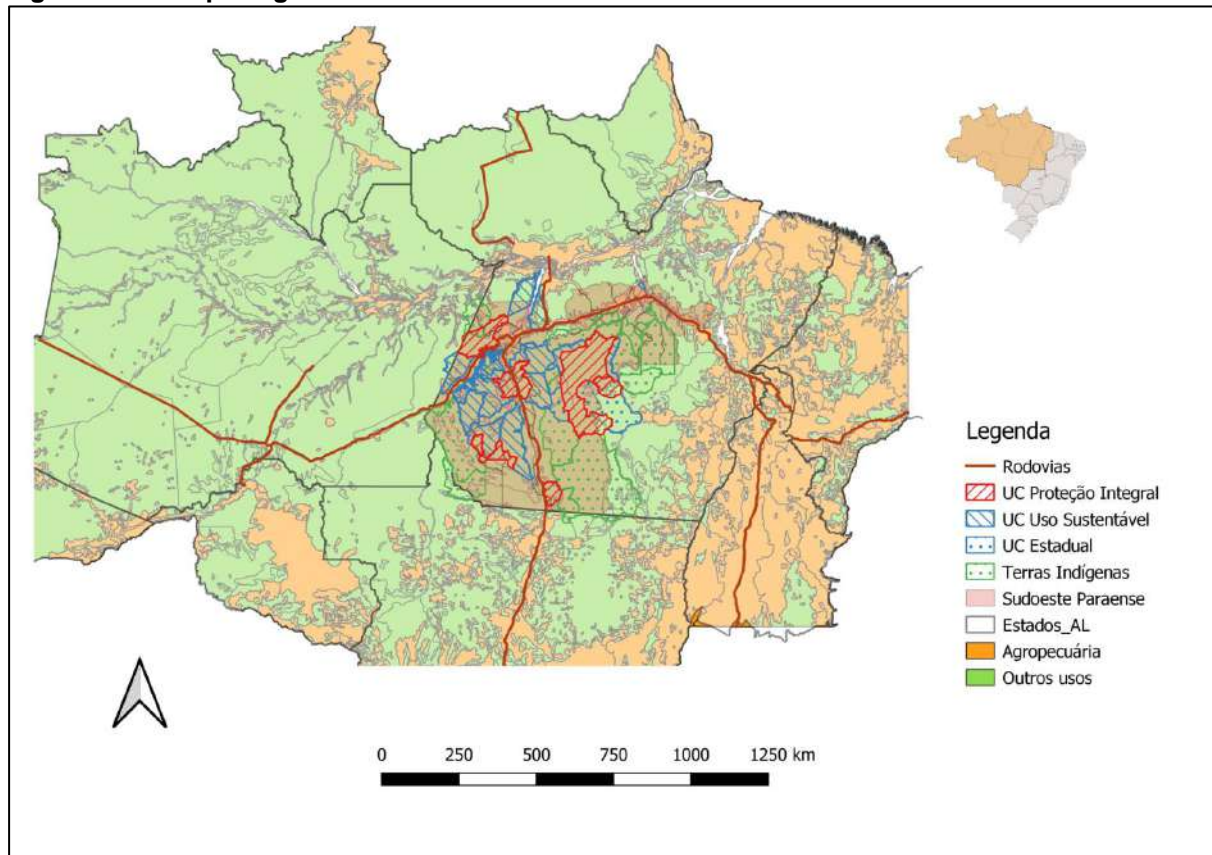 Legenda
Rodovias
UC Proteção Integral
UC Uso Sustentável
UC Estadual
Terras Indígenas
Sudoeste Paraense
Estados_AL
Agropecuária
Outros usos
0 250 500 750 1000 1250 km